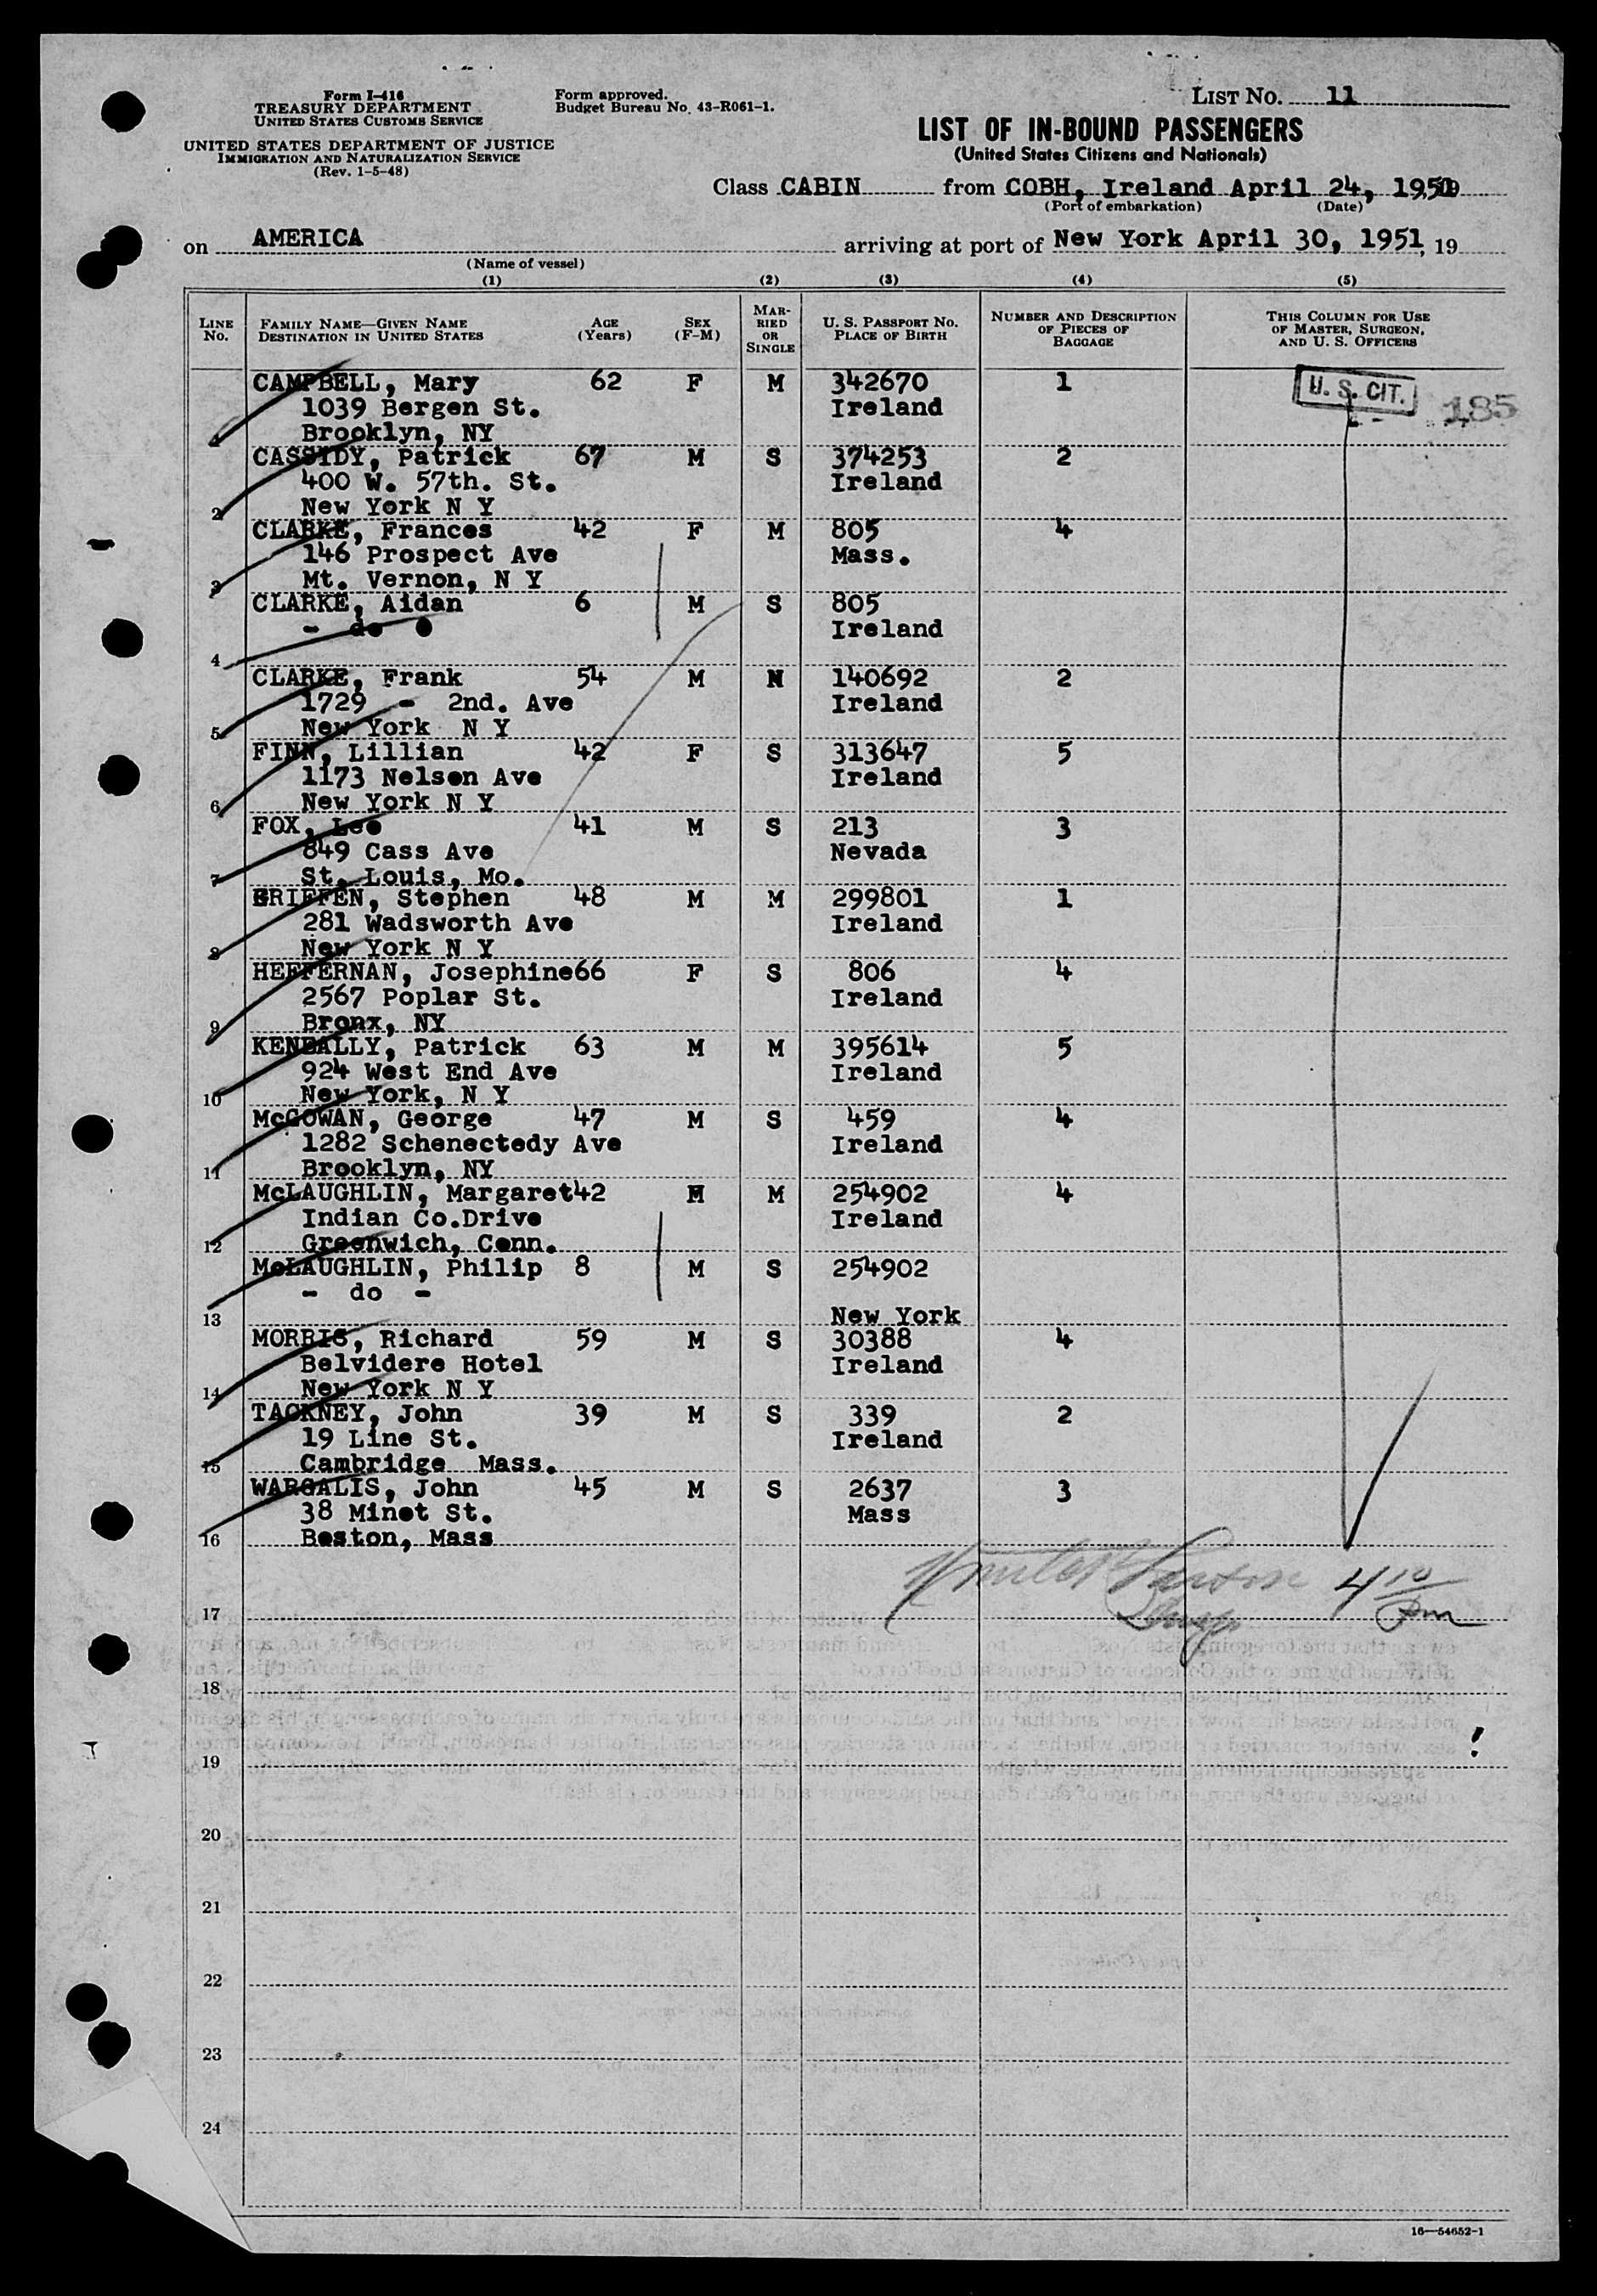 Form I-416
TREASURY DEPARTMENT
UNITED STATES CUSTOMS SERVICE
UNITED STATES DEPARTMENT OF JUSTICE
IMMIGRATION AND NATURALIZATION SERVICE
(Rev. 1-5-48)
Form approved.
Budget Bureau No. 43-R061-1.
LIST NO. 11
LIST OF IN-BOUND PASSENGERS
(United States Citizens and Nationals)
Class CABIN from COBH, Ireland April 24, 1951
(Port of embarkation) (Date)
on AMERICA arriving at port of New York April 30, 1951, 19
(Name of vessel)
(1) (2) (3) (4) (5)
LINE No. FAMILY NAME—GIVEN NAME DESTINATION IN UNITED STATES AGE (Years) SEX (F-M) MARRIED OR SINGLE U. S. PASSPORT NO. PLACE OF BIRTH NUMBER AND DESCRIPTION OF PIECES OF BAGGAGE THIS COLUMN FOR USE OF MASTER, SURGEON, AND U. S. OFFICERS
CAMPBELL, Mary 62 F M 342670 1 U. S. CIT. 185
1039 Bergen St. Ireland
1 Brooklyn, NY
CASSIDY, Patrick 67 M S 374253 2
400 W. 57th. St. Ireland
2 New York N Y
CLARKE, Frances 42 F M 805 4
146 Prospect Ave Mass.
3 Mt. Vernon, N Y
CLARKE, Aidan 6 M S 805
- do Ireland
4
CLARKE, Frank 54 M M 140692 2
1729 - 2nd. Ave Ireland
5 New York N Y
FINN, Lillian 42 F S 313647 5
1173 Nelson Ave Ireland
6 New York N Y
FOX, Leo 41 M S 213 3
849 Cass Ave Nevada
7 St. Louis, Mo.
GRIFFEN, Stephen 48 M M 299801 1
281 Wadsworth Ave Ireland
8 New York N Y
HEFFERNAN, Josephine 66 F S 806 4
2567 Poplar St. Ireland
9 Bronx, NY
KENEALLY, Patrick 63 M M 395614 5
924 West End Ave Ireland
10 New York, N Y
McGOWAN, George 47 M S 459 4
1282 Schenectedy Ave Ireland
11 Brooklyn, NY
McLAUGHLIN, Margaret 42 M 254902 4
Indian Co.Drive Ireland
12 Greenwich, Conn.
McLAUGHLIN, Philip 8 M S 254902
- do -
13 New York
MORRIS, Richard 59 M S 30388 4
Belvidere Hotel Ireland
14 New York N Y
TACKNEY, John 39 M S 339 2
19 Line St. Ireland
15 Cambridge Mass.
WARGALIS, John 45 M S 2637 3
38 Minot St. Mass
16 Boston, Mass
4 10/pm
17
18
19
20
21
22
23
24
16—54652-1